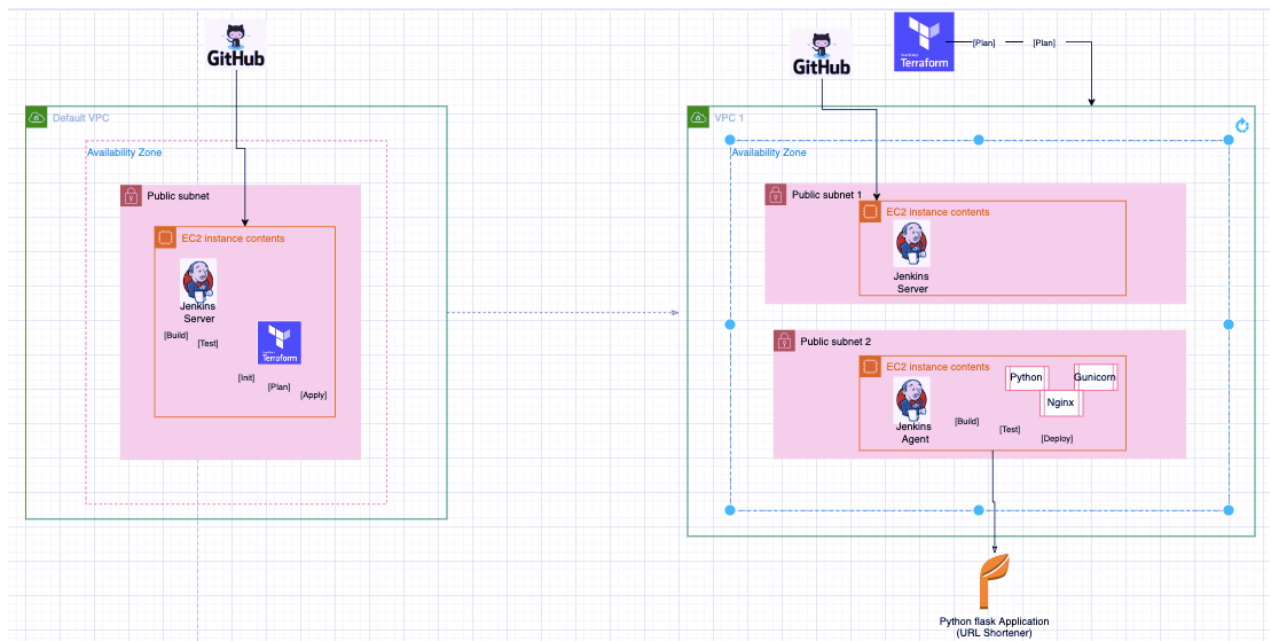 GitHub
Default VPC
Availability Zone
Public subnet
EC2 instance contents
Jenkins
Server
[Build]
[Test]
Terraform
[Init]
[Plan]
[Apply]
GitHub
Terraform
[Plan]
[Plan]
VPC 1
Availability Zone
Public subnet 1
EC2 instance contents
Jenkins
Server
Public subnet 2
EC2 instance contents
Python
Gunicorn
Nginx
Jenkins
Agent
[Build]
[Test]
[Deploy]
Python flask Application
(URL Shortener)